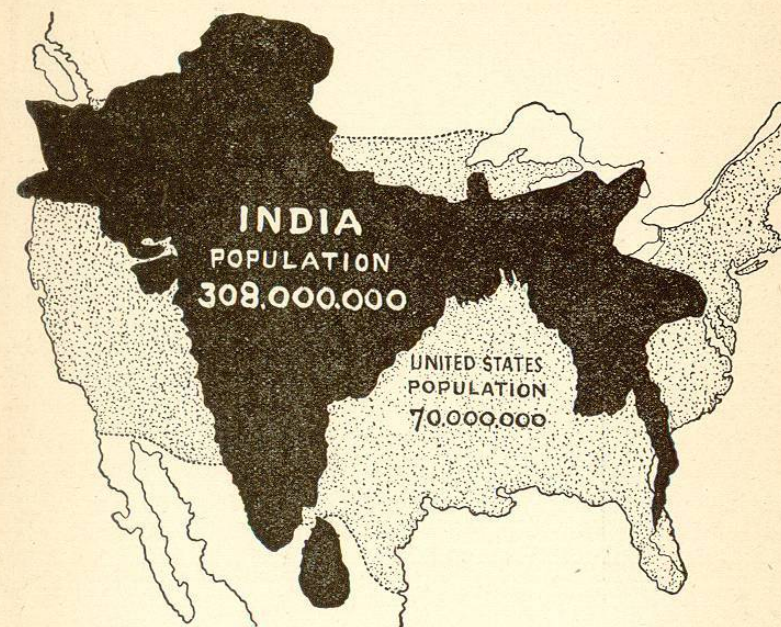 INDIA
POPULATION
308,000,000
UNITED STATES
POPULATION
70,000,000